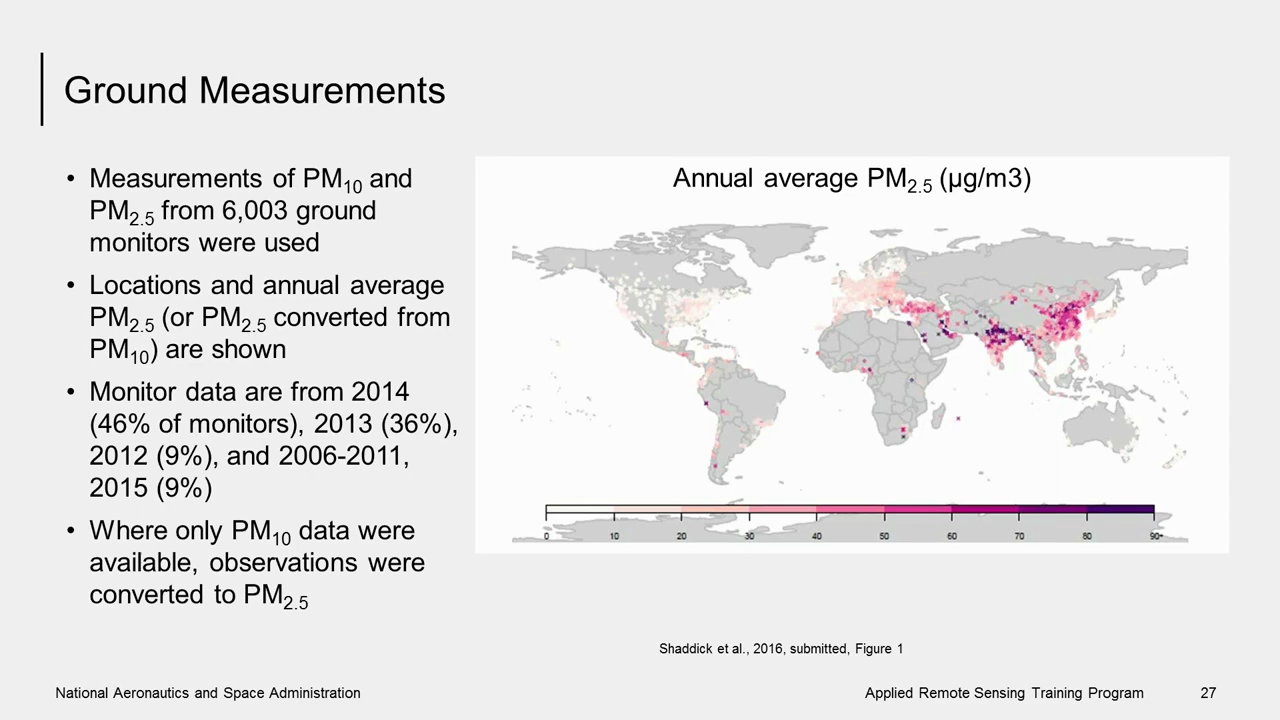 Ground Measurements
• Measurements of PM10 and
PM2.5 from 6,003 ground
monitors were used
• Locations and annual average
PM2.5 (or PM2.5 converted from
PM10) are shown
• Monitor data are from 2014
(46% of monitors), 2013 (36%),
2012 (9%), and 2006-2011,
2015 (9%)
• Where only PM10 data were
available, observations were
converted to PM2.5
Annual average PM2.5 (μg/m3)
0 10 20 30 40 50 60 70 80 90+
Shaddick et al., 2016, submitted, Figure 1
National Aeronautics and Space Administration
Applied Remote Sensing Training Program
27